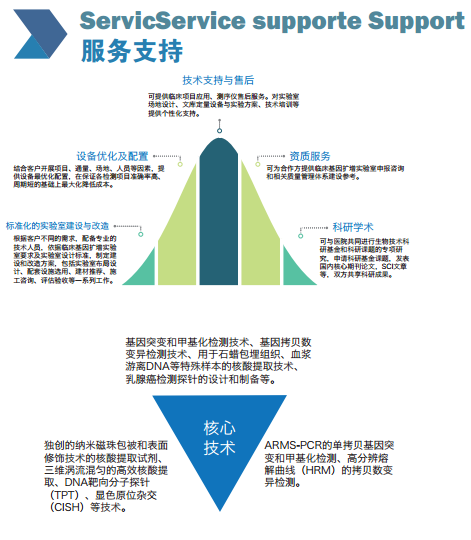 ServicService supporte Support
服务支持
技术支持与售后
可提供临床项目应用、测序仪售后服务。对实验室
场地设计、文库定量设备与实验方案、技术培训等
提供个性化支持。
设备优化及配置
结合客户开展项目、通量、场地、人员等因素，提
供设备最优化配置，在保证各检测项目准确率高、
周期短的基础上最大化降低成本。
资质服务
可为合作方提供临床基因扩增实验室申报咨询
和相关质量管理体系建设参考。
标准化的实验室建设与改造
根据客户不同的需求，配备专业的
技术人员，依据临床基因扩增实验
室要求及实验室设计标准，制定建
设和改造方案，包括实验室布局设
计、配套设施选用、建材推荐、施
工咨询、评估验收等一系列工作。
科研学术
可与医院共同进行生物技术科
研基金和科研课题的专项研
究，申请科研基金课题，发表
国内核心期刊论文，SCI文章
等，双方共享科研成果。
基因突变和甲基化检测技术、基因拷贝数
变异检测技术、用于石蜡包埋组织、血浆
游离DNA等特殊样本的核酸提取技术、
乳腺癌检测探针的设计和制备等。
核心
技术
独创的纳米磁珠包被和表面
修饰技术的核酸提取试剂、
三维涡流混匀的高效核酸提
取、DNA靶向分子探针
（TPT）、显色原位杂交
（CISH）等技术。
ARMS-PCR的单拷贝基因突
变和甲基化检测、高分辨熔
解曲线（HRM）的拷贝数变
异检测。